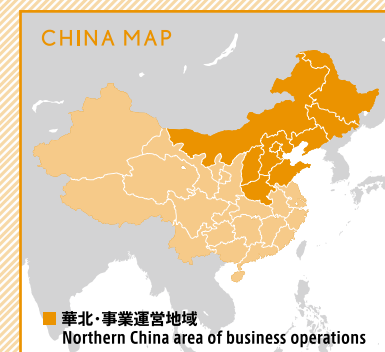 CHINA MAP
華北・事業運営地域
Northern China area of business operations